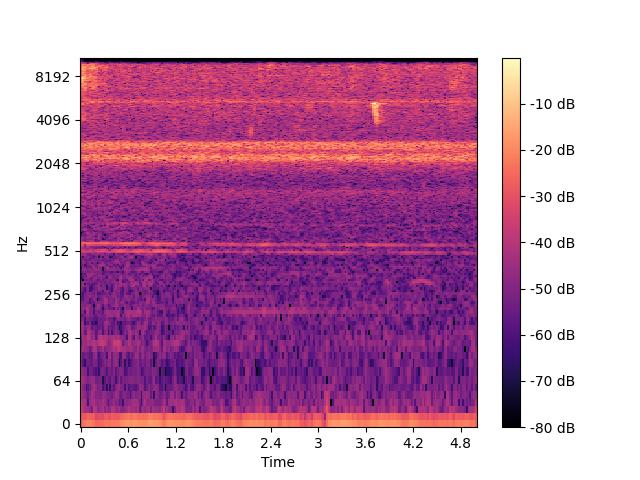 8192
4096
2048
1024
512
256
128
64
0
Hz
0 0.6 1.2 1.8 2.4 3 3.6 4.2 4.8
Time
-10 dB
-20 dB
-30 dB
-40 dB
-50 dB
-60 dB
-70 dB
-80 dB